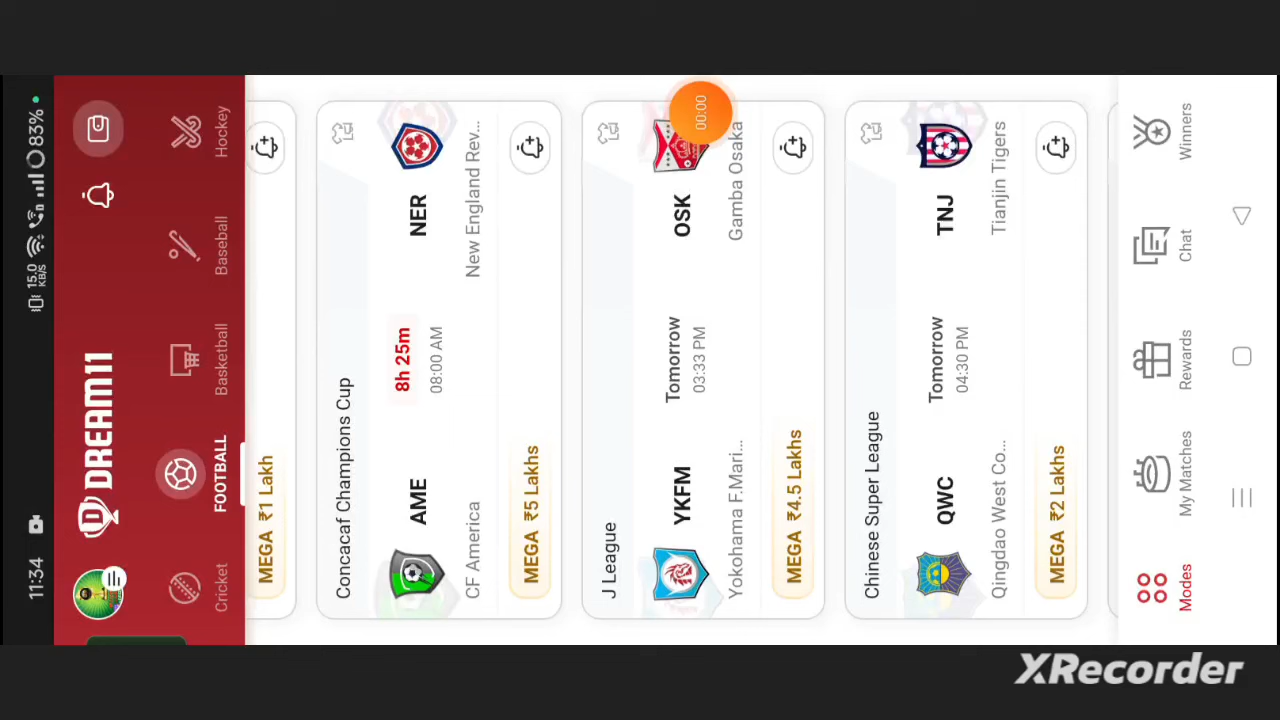 11:34
15.0 KB/S
83%
DREAM11
Cricket
FOOTBALL
Basketball
Baseball
Hockey
MEGA ₹1 Lakh
Concacaf Champions Cup
AME
8h 25m
NER
08:00 AM
CF America
New England Rev...
MEGA ₹5 Lakhs
J League
YKFM
Tomorrow
OSK
03:33 PM
00:00
Yokohama F.Mari...
Gamba Osaka
MEGA ₹4.5 Lakhs
Chinese Super League
QWC
Tomorrow
TNJ
04:30 PM
Qingdao West Co...
Tianjin Tigers
MEGA ₹2 Lakhs
Modes
My Matches
Rewards
Chat
Winners
XRecorder